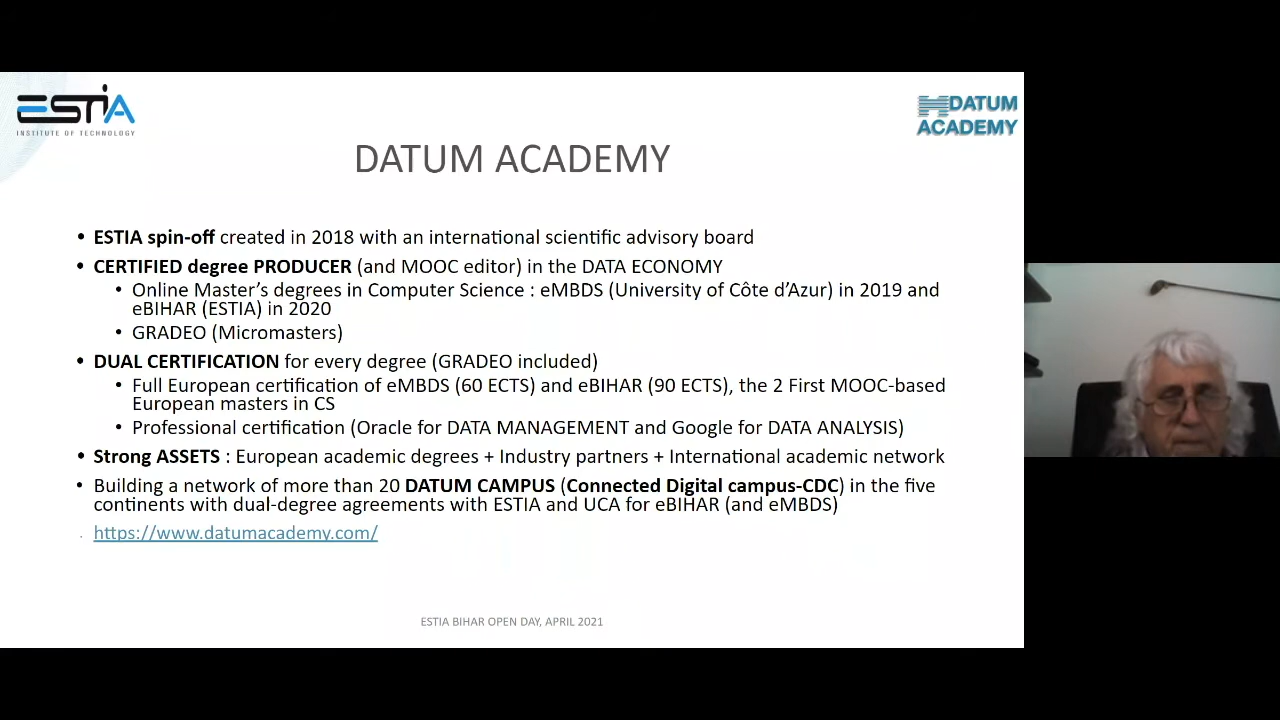 ESTIA
INSTITUTE OF TECHNOLOGY
DATUM
ACADEMY
DATUM ACADEMY
• ESTIA spin-off created in 2018 with an international scientific advisory board
• CERTIFIED degree PRODUCER (and MOOC editor) in the DATA ECONOMY
• Online Master's degrees in Computer Science : eMBDS (University of Côte d'Azur) in 2019 and
eBIHAR (ESTIA) in 2020
• GRADEO (Micromasters)
• DUAL CERTIFICATION for every degree (GRADEO included)
• Full European certification of eMBDS (60 ECTS) and eBIHAR (90 ECTS), the 2 First MOOC-based
European masters in CS
• Professional certification (Oracle for DATA MANAGEMENT and Google for DATA ANALYSIS)
• Strong ASSETS : European academic degrees + Industry partners + International academic network
• Building a network of more than 20 DATUM CAMPUS (Connected Digital campus-CDC) in the five
continents with dual-degree agreements with ESTIA and UCA for eBIHAR (and eMBDS)
• https://www.datumacademy.com/
ESTIA BIHAR OPEN DAY, APRIL 2021